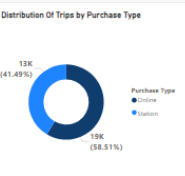 Distribution Of Trips by Purchase Type
13K
(41.49%)
Purchase Type
Online
Station
19K
(58.51%)